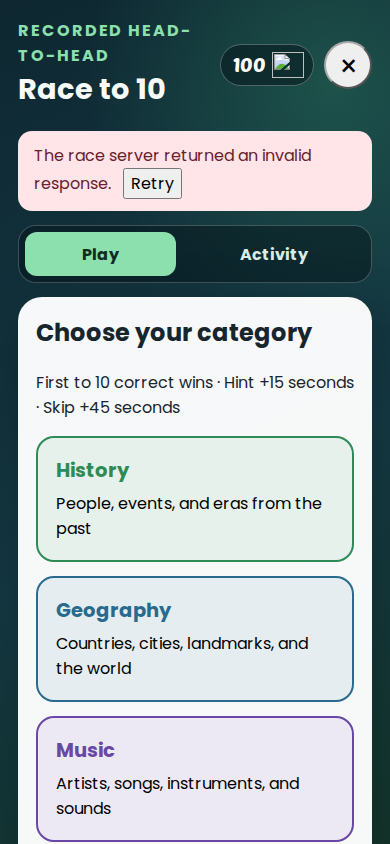 RECORDED HEAD-
TO-HEAD
Race to 10
100
×
The race server returned an invalid
response. Retry
Play Activity
Choose your category
First to 10 correct wins · Hint +15 seconds
· Skip +45 seconds
History
People, events, and eras from the
past
Geography
Countries, cities, landmarks, and
the world
Music
Artists, songs, instruments, and
sounds